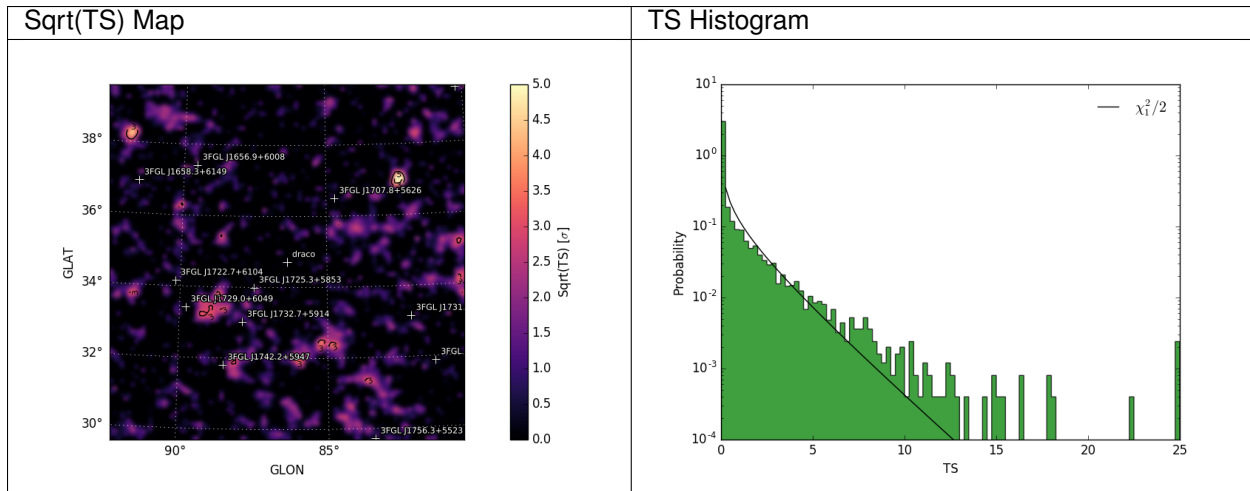 Sqrt(TS) Map
TS Histogram
38°
36°
34°
32°
30°
GLAT
90°
85°
GLON
3FGL J1656.9+6008
3FGL J1658.3+6149
3FGL J1707.8+5626
draco
3FGL J1722.7+6104
3FGL J1725.3+5853
3FGL J1729.0+6049
3FGL J1732.7+5914
3FGL J1731.
3FGL J1742.2+5947
3FGL
3FGL J1756.3+5523
5.0
4.5
4.0
3.5
3.0
2.5
2.0
1.5
1.0
0.5
0.0
Sqrt(TS) [σ]
10¹
10⁰
10⁻¹
10⁻²
10⁻³
10⁻⁴
Probability
χ₁²/2
0 5 10 15 20 25
TS